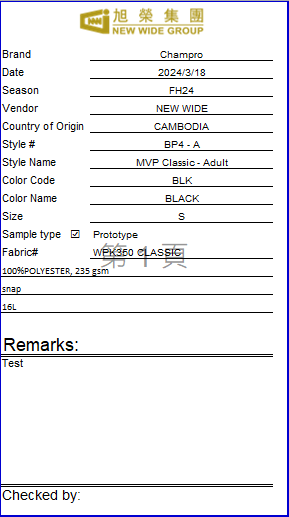 旭榮集團
NEW WIDE GROUP
Brand Champro
Date 2024/3/18
Season FH24
Vendor NEW WIDE
Country of Origin CAMBODIA
Style # BP4 - A
Style Name MVP Classic - Adult
Color Code BLK
Color Name BLACK
Size S
Sample type ☑ Prototype
Fabric# WPK350 CLASSIC
第 1 頁
100%POLYESTER, 235 gsm
snap
16L
Remarks:
Test
Checked by: